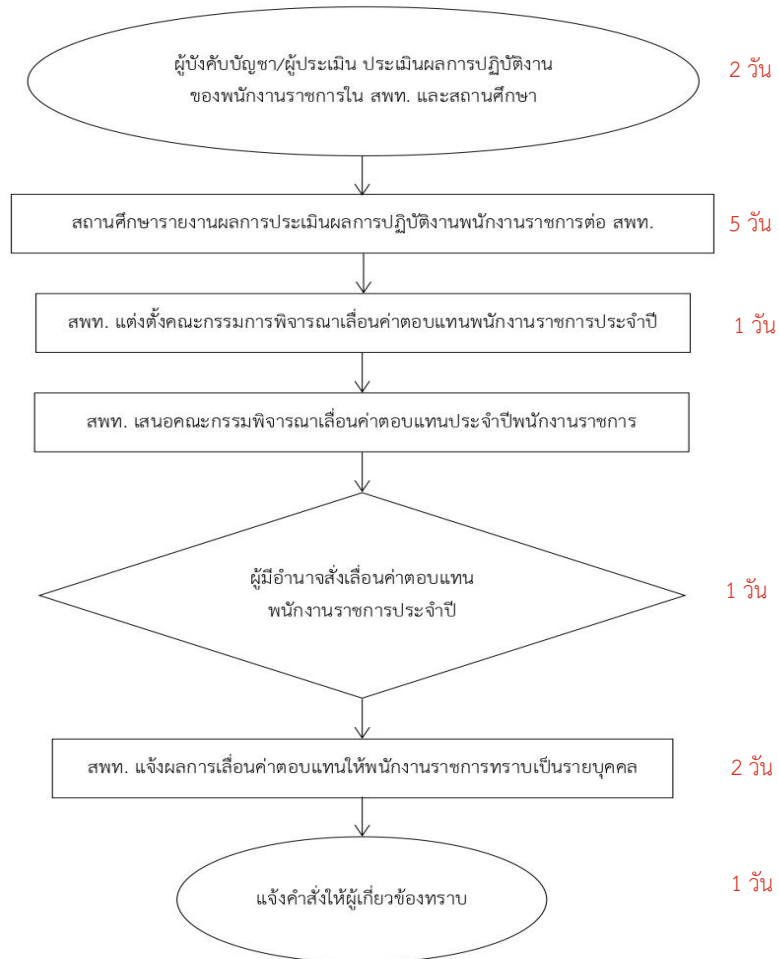 ผู้บังคับบัญชา/ผู้ประเมิน ประเมินผลการปฏิบัติงาน
ของพนักงานราชการใน สพท. และสถานศึกษา
2 วัน
สถานศึกษารายงานผลการประเมินผลการปฏิบัติงานพนักงานราชการต่อ สพท.
5 วัน
สพท. แต่งตั้งคณะกรรมการพิจารณาเลื่อนค่าตอบแทนพนักงานราชการประจำปี
1 วัน
สพท. เสนอคณะกรรมพิจารณาเลื่อนค่าตอบแทนประจำปีพนักงานราชการ
ผู้มีอำนาจสั่งเลื่อนค่าตอบแทน
พนักงานราชการประจำปี
1 วัน
สพท. แจ้งผลการเลื่อนค่าตอบแทนให้พนักงานราชการทราบเป็นรายบุคคล
2 วัน
แจ้งคำสั่งให้ผู้เกี่ยวข้องทราบ
1 วัน